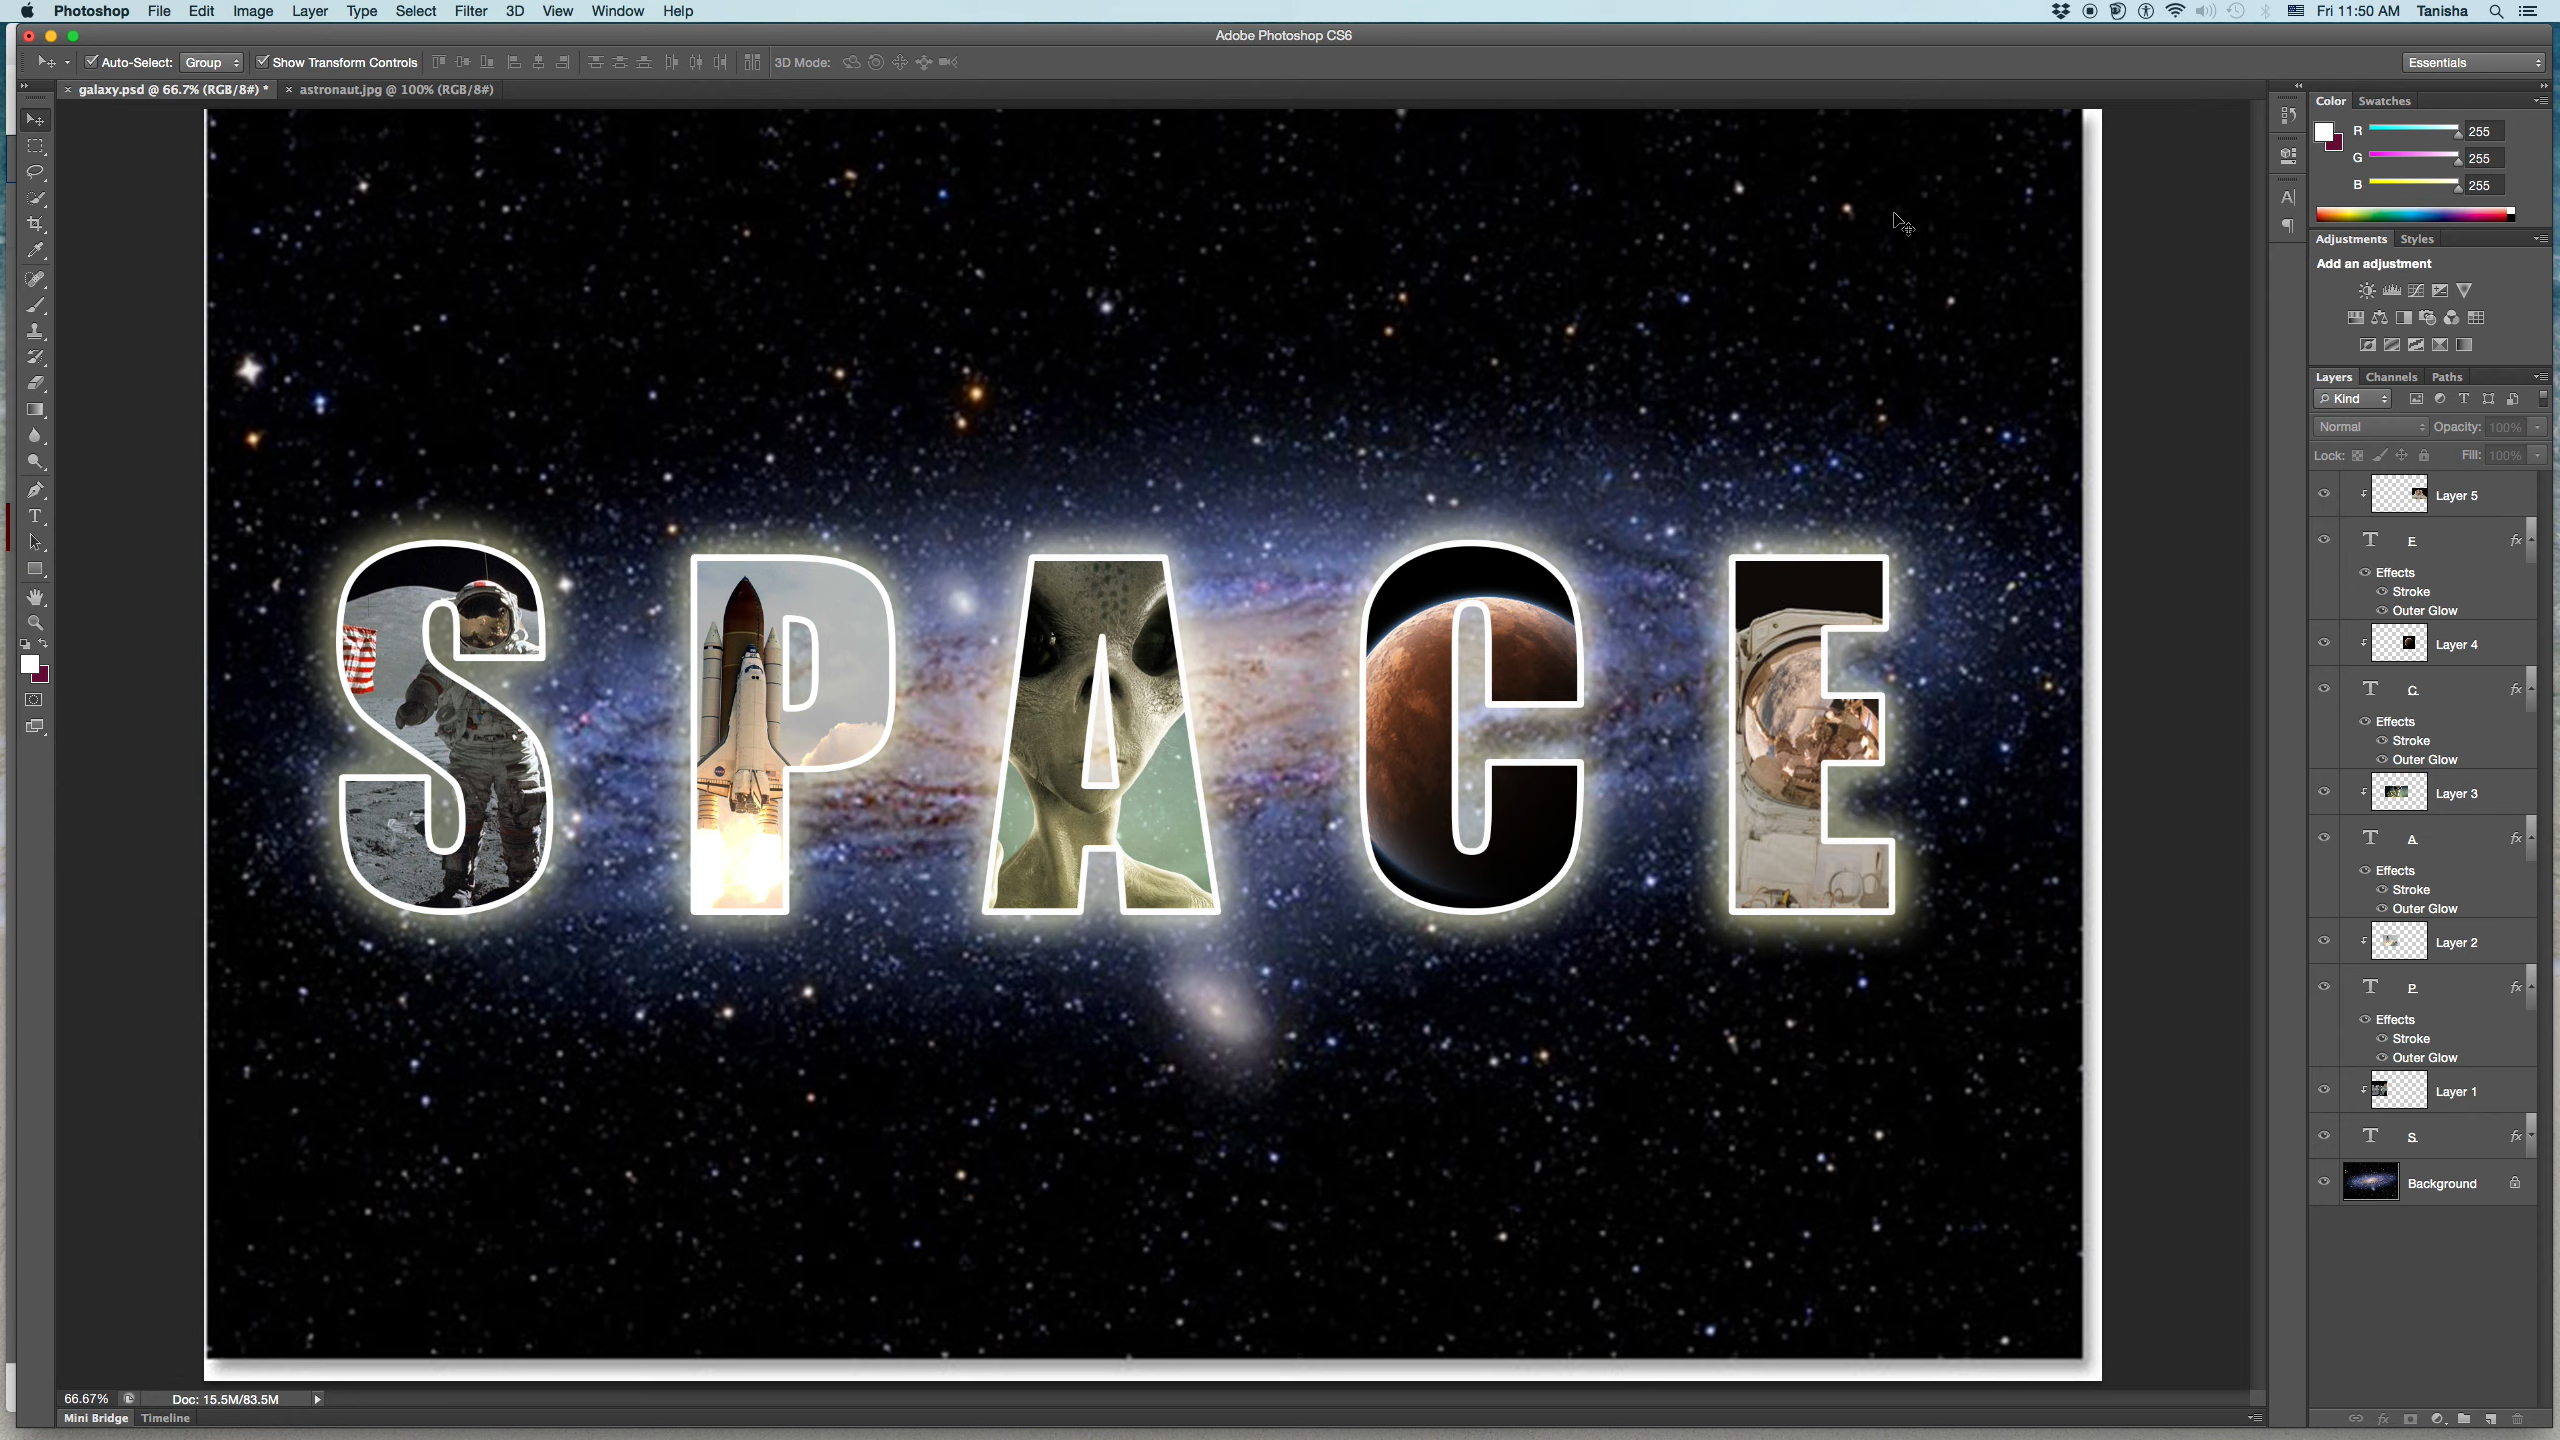 Photoshop File Edit Image Layer Type Select Filter 3D View Window Help Fri 11:50 AM Tanisha
Adobe Photoshop CS6
Auto-Select: Group Show Transform Controls 3D Mode: Essentials
galaxy.psd @ 66.7% (RGB/8#) * astronaut.jpg @ 100% (RGB/8#)
Color Swatches
R 255
G 255
B 255
Adjustments Styles
Add an adjustment
Layers Channels Paths
Kind
Normal Opacity: 100%
Lock: Fill: 100%
Layer 5
T E fx
Effects
Stroke
Outer Glow
Layer 4
T C fx
Effects
Stroke
Outer Glow
Layer 3
T A fx
Effects
Stroke
Outer Glow
Layer 2
T P fx
Effects
Stroke
Outer Glow
Layer 1
T S fx
Background
SPACE
66.67% Doc: 15.5M/83.5M
Mini Bridge Timeline